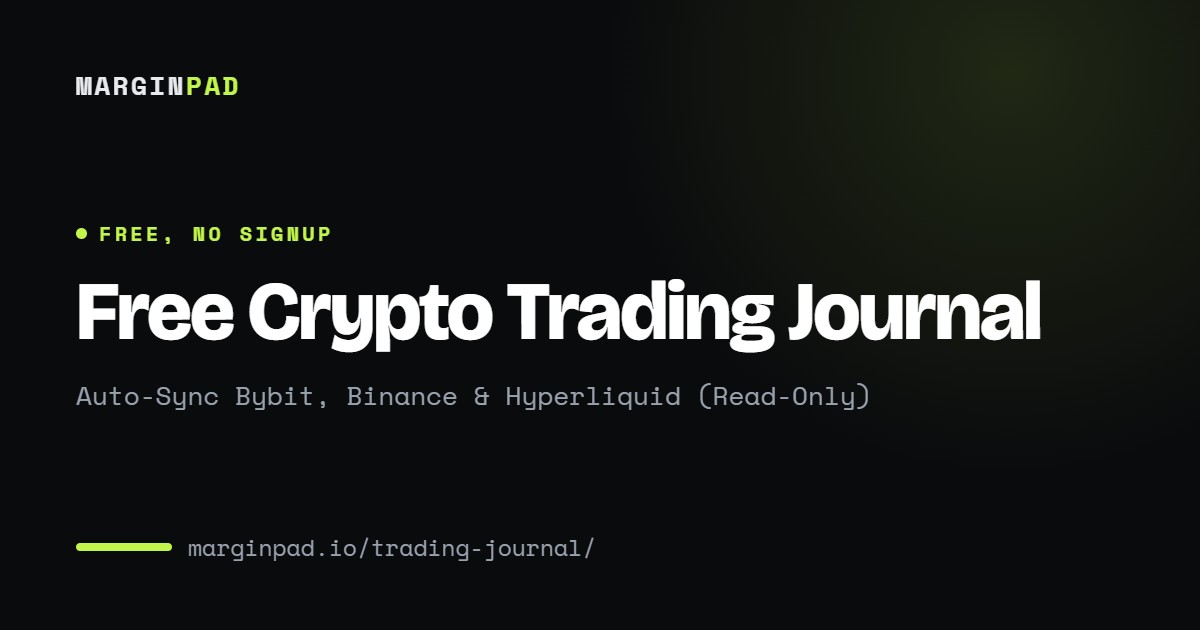 MARGINPAD
FREE, NO SIGNUP
Free Crypto Trading Journal
Auto-Sync Bybit, Binance & Hyperliquid (Read-Only)
marginpad.io/trading-journal/